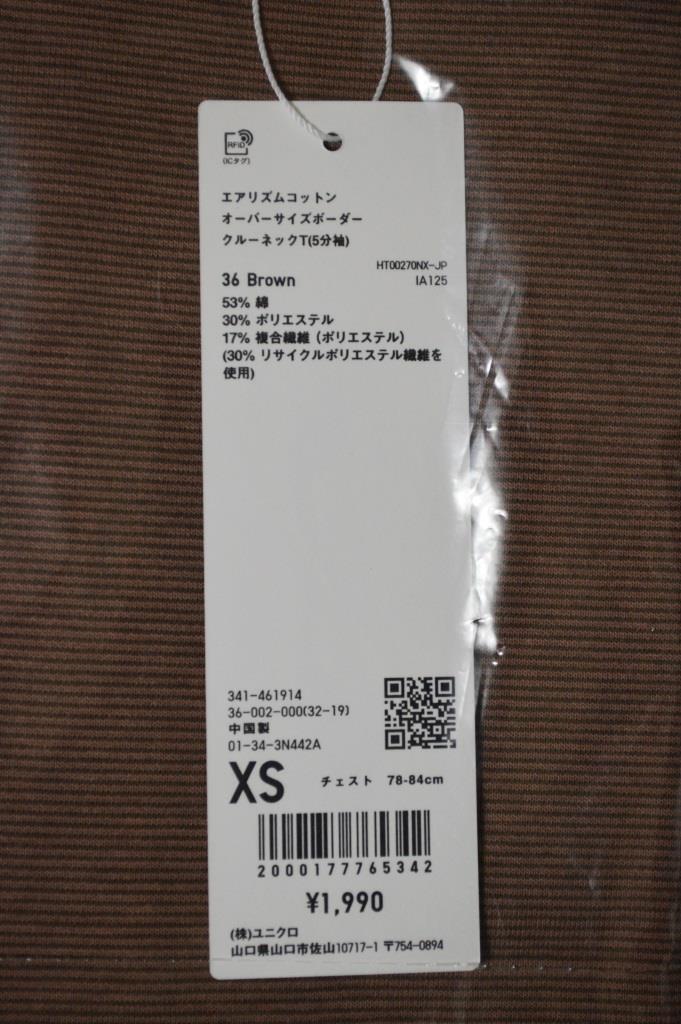 RFID
(ICタグ)
エアリズムコットン
オーバーサイズボーダー
クルーネックT(5分袖)
HT00270NX-JP
36 Brown
IA125
53% 綿
30% ポリエステル
17% 複合繊維 (ポリエステル)
(30% リサイクルポリエステル繊維を
使用)
341-461914
36-002-000(32-19)
中国製
01-34-3N442A
XS チェスト 78-84cm
2000177765342
¥1,990
(株)ユニクロ
山口県山口市佐山10717-1 〒754-0894